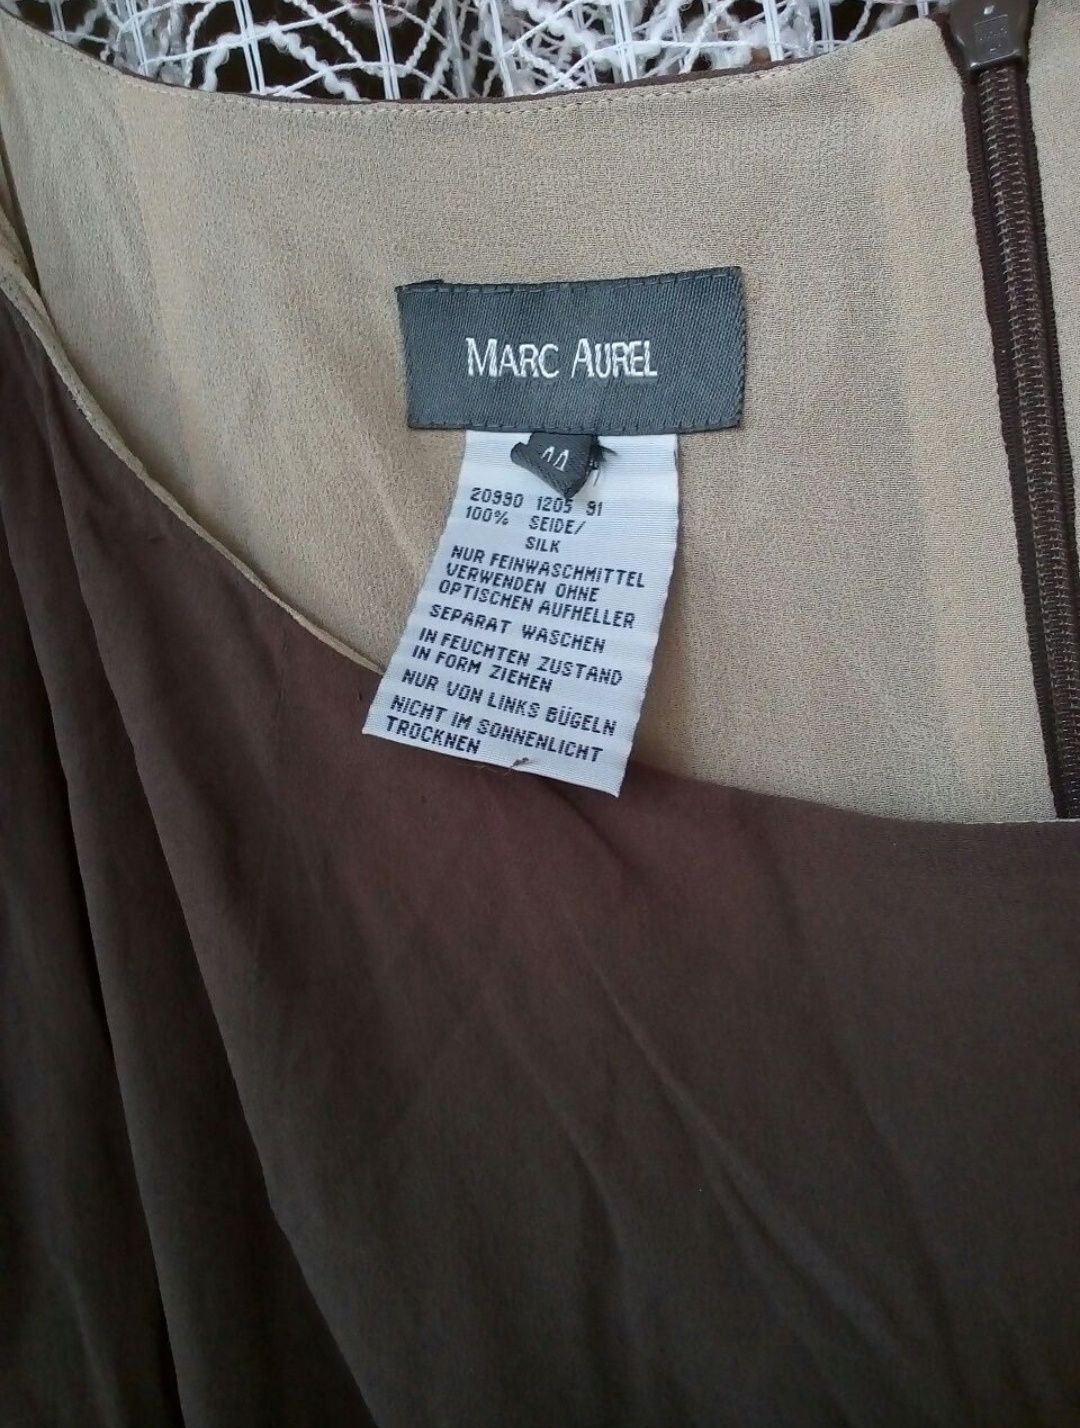 MARC AUREL
44
20990 1205 91
100% SEIDE/
SILK
NUR FEINWASCHMITTEL
VERWENDEN OHNE
OPTISCHEN AUFHELLER
SEPARAT WASCHEN
IN FEUCHTEN ZUSTAND
IN FORM ZIEHEN
NUR VON LINKS BÜGELN
NICHT IM SONNENLICHT
TROCKNEN